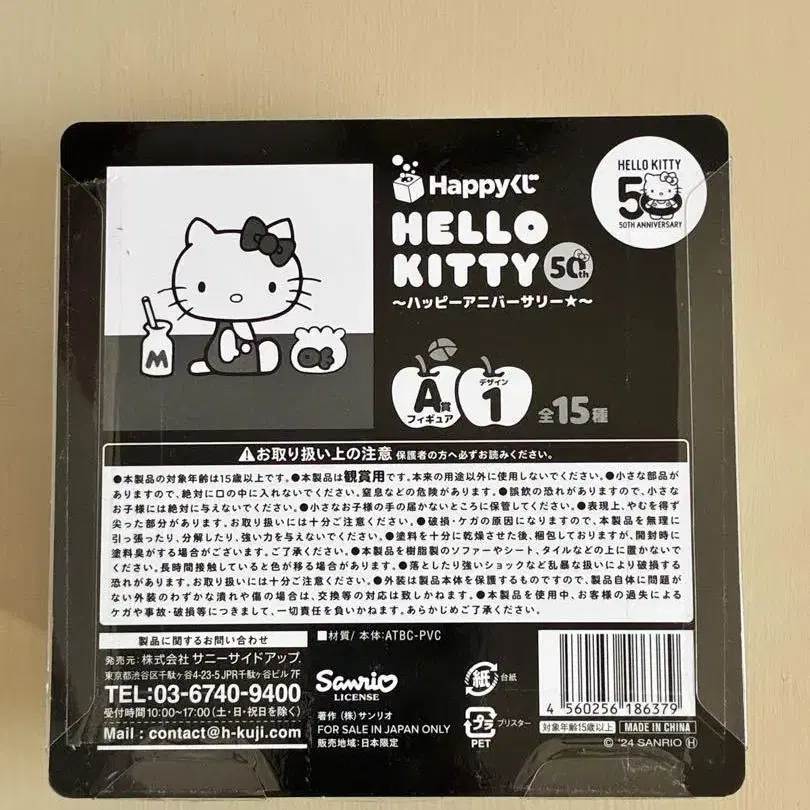 Happyくじ
HELLO KITTY
50
50TH ANNIVERSARY
HELLO
KITTY
50th
～ハッピーアニバーサリー★～
A賞
フィギュア
デザイン
1
全15種
M
⚠お取り扱い上の注意 保護者の方へ必ずお読みください。
●本製品の対象年齢は15歳以上です。●本製品は観賞用です。本来の用途以外に使用しないでください。●小さな部品が
ありますので、絶対に口の中に入れないでください。窒息などの危険があります。●誤飲の恐れがありますので、小さな
お子様には絶対に与えないでください。●小さなお子様の手の届かないところに保管してください。●表現上、やむを得ず
尖った部分があります。お取り扱いには十分ご注意ください。●破損・ケガの原因になりますので、本製品を無理に
引っ張ったり、分解したり、強い力を与えないでください。●塗料を十分に乾燥させた後、梱包しておりますが、開封時に
塗料臭がする場合がございます。ご了承ください。●本製品を樹脂製のソファーやシート、タイルなどの上に置かないで
ください。長時間接触していると色が移る場合があります。●落としたり強いショックなど乱暴な扱いにより破損する
恐れがあります。お取り扱いには十分ご注意ください。●外装は製品本体を保護するものですので、製品自体に問題が
ない外装のわずかな潰れや傷の場合は、交換等の対応は致しかねます。●本製品を使用中、お客様の過失による
ケガや事故・破損等につきまして、一切責任を負いかねます。あらかじめご了承ください。
製品に関するお問い合わせ
発売元：株式会社 サニーサイドアップ
東京都渋谷区千駄ヶ谷4-23-5 JPR千駄ヶ谷ビル 7F
TEL:03-6740-9400
受付時間10:00～17:00（土・日・祝日を除く）
Mail : contact@h-kuji.com
■材質/ 本体:ATBC-PVC
Sanrio
LICENSE
著作（株）サンリオ
FOR SALE IN JAPAN ONLY
販売地域：日本限定
紙
台紙
プラ
ブリスター
PET
4 560256 186379
対象年齢15歳以上
MADE IN CHINA
© '24 SANRIO Ⓗ